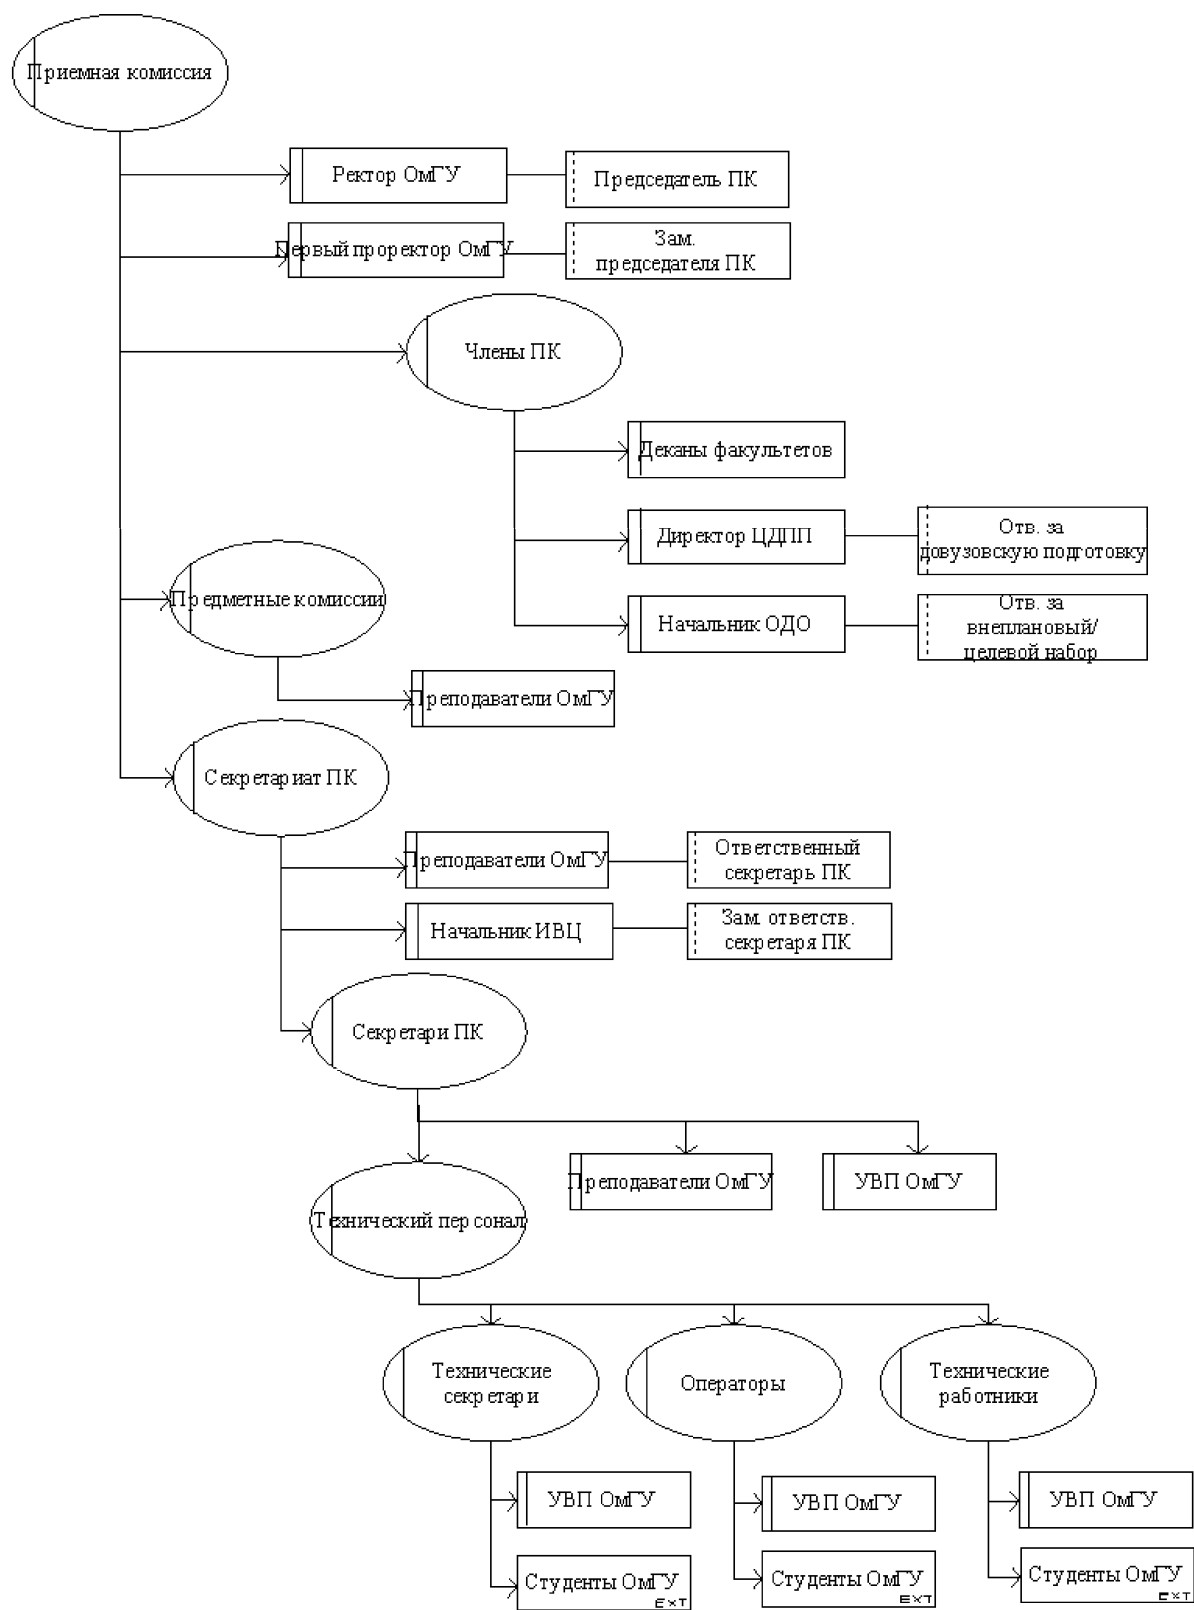 Приемная комиссия
Ректор ОмГУ
Председатель ПК
Первый проректор ОмГУ
Зам.
председателя ПК
Члены ПК
Деканы факультетов
Директор ЦДПП
Отв. за
довузовскую подготовку
Предметные комиссии
Начальник ОДО
Отв. за
внеплановый/
целевой набор
Преподаватели ОмГУ
Секретариат ПК
Преподаватели ОмГУ
Ответственный
секретарь ПК
Начальник ИВЦ
Зам. ответств.
секретаря ПК
Секретари ПК
Преподаватели ОмГУ
УВП ОмГУ
Технический персонал
Технические
секретари
Операторы
Технические
работники
УВП ОмГУ
УВП ОмГУ
УВП ОмГУ
Студенты ОмГУ
EXT
Студенты ОмГУ
EXT
Студенты ОмГУ
EXT